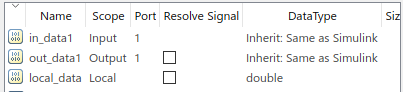 Name Scope Port Resolve Signal DataType Siz
in_data1 Input 1 Inherit: Same as Simulink
out_data1 Output 1 Inherit: Same as Simulink
local_data Local double